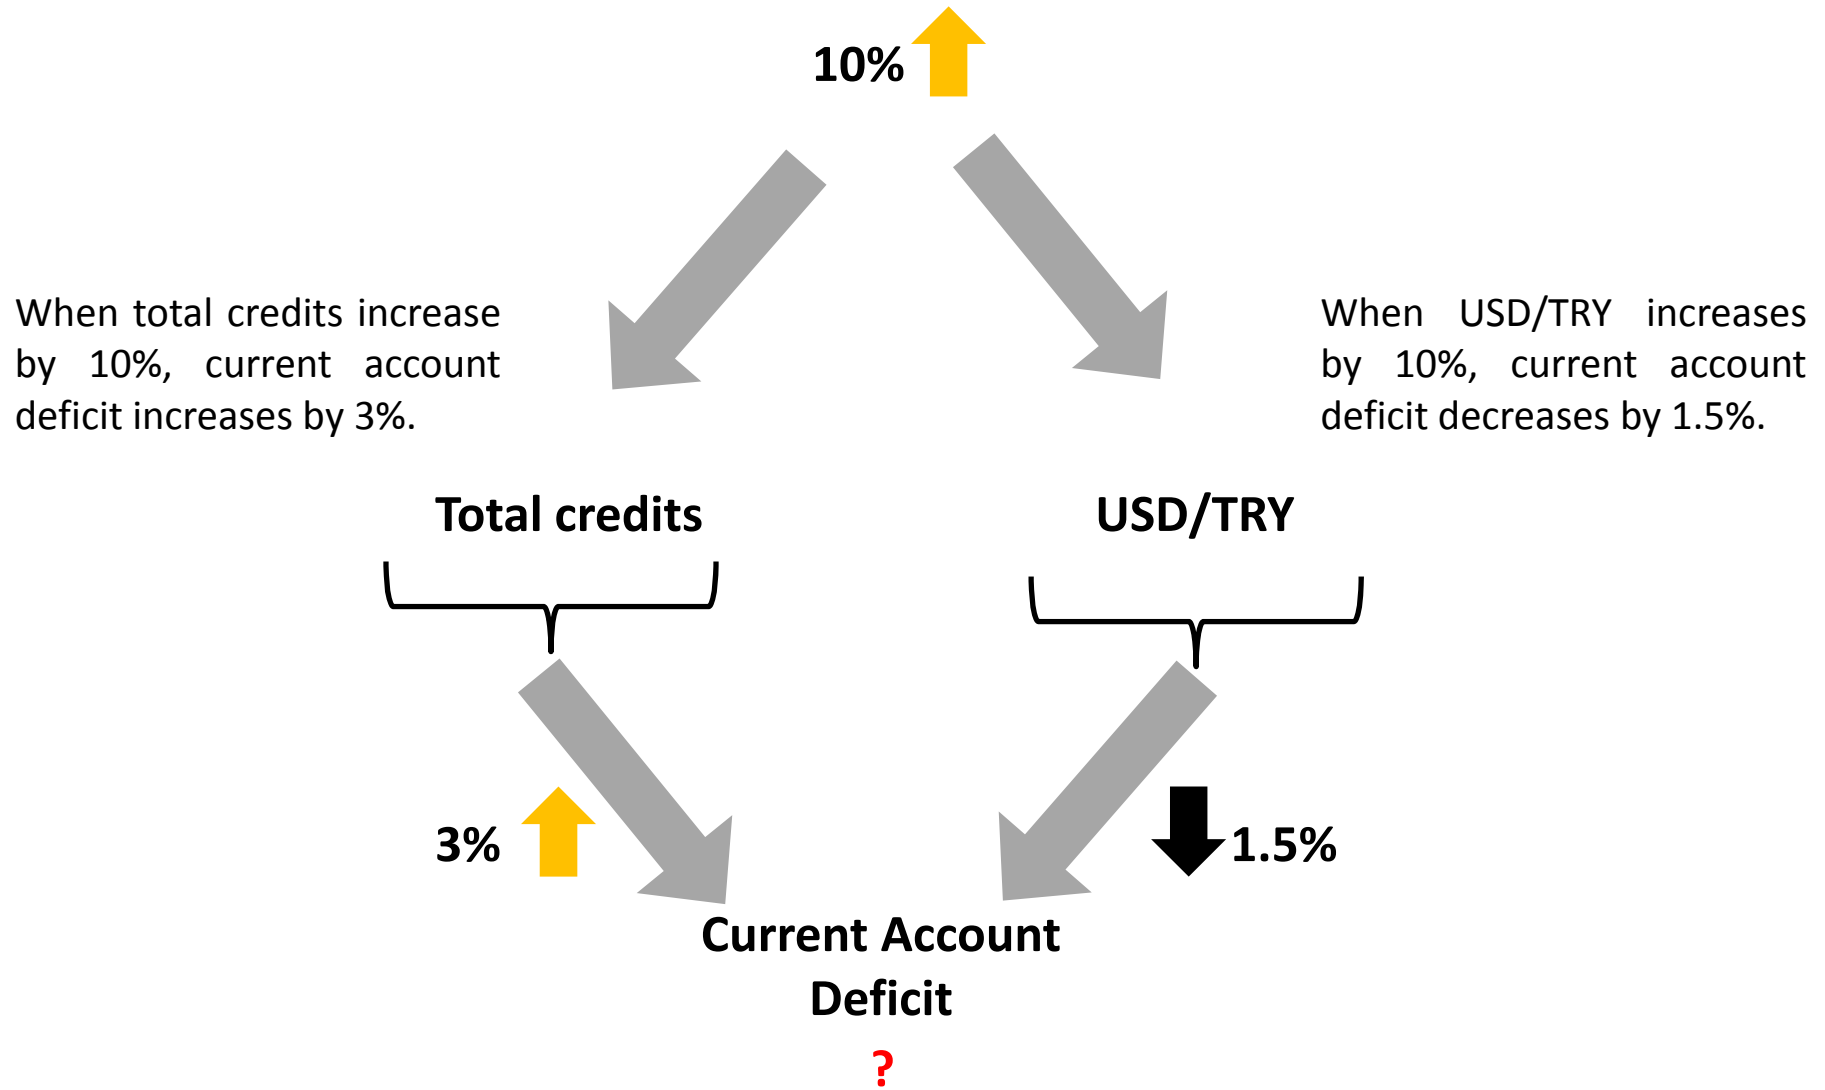 10%
When total credits increase
by 10%, current account
deficit increases by 3%.
When USD/TRY increases
by 10%, current account
deficit decreases by 1.5%.
Total credits
USD/TRY
3%
1.5%
Current Account
Deficit
?